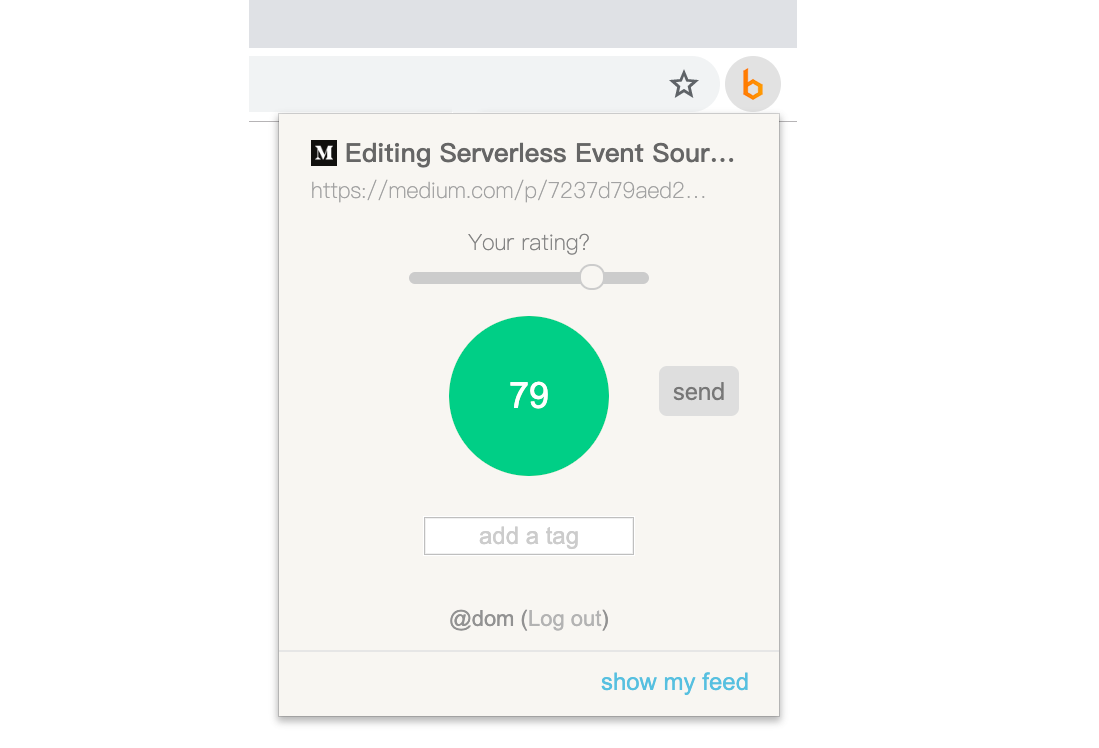 M Editing Serverless Event Sour...
https://medium.com/p/7237d79aed2...
Your rating?
79
send
add a tag
@dom (Log out)
show my feed